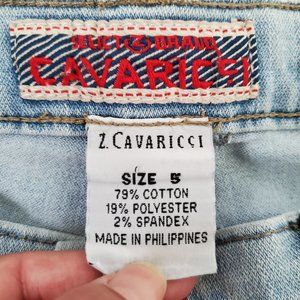 CAVARICCI
Z.CAVARICCI
SIZE 5
79% COTTON
19% POLYESTER
2% SPANDEX
MADE IN PHILIPPINES